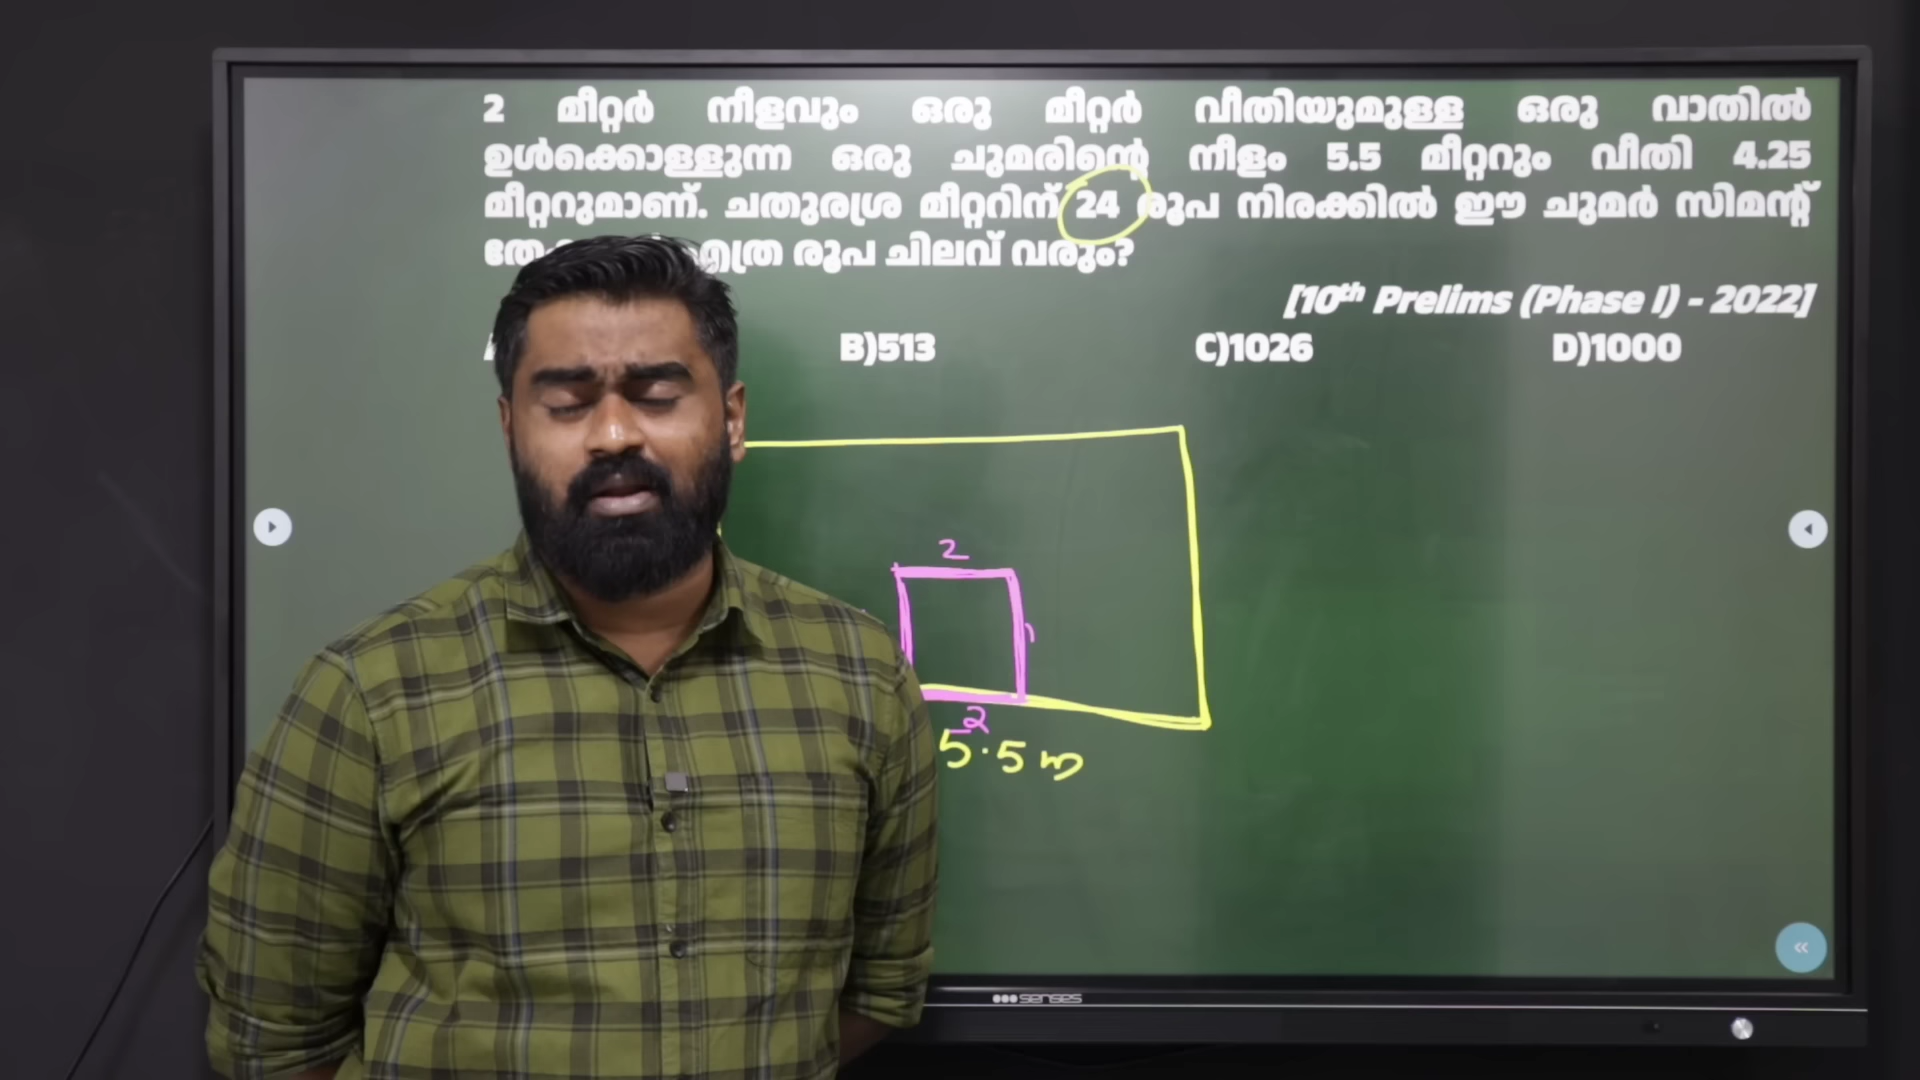 2 മീറ്റർ നീളവും ഒരു മീറ്റർ വീതിയുമുള്ള ഒരു വാതിൽ
ഉൾക്കൊള്ളുന്ന ഒരു ചുമരിന്റെ നീളം 5.5 മീറ്ററും വീതി 4.25
മീറ്ററുമാണ്. ചതുരശ്ര മീറ്ററിന് 24 രൂപ നിരക്കിൽ ഈ ചുമർ സിമന്റ്
എത്ര രൂപ ചിലവ് വരും?
[10th Prelims (Phase I) - 2022]
B)513 C)1026 D)1000
2
2
5.5 m
senses